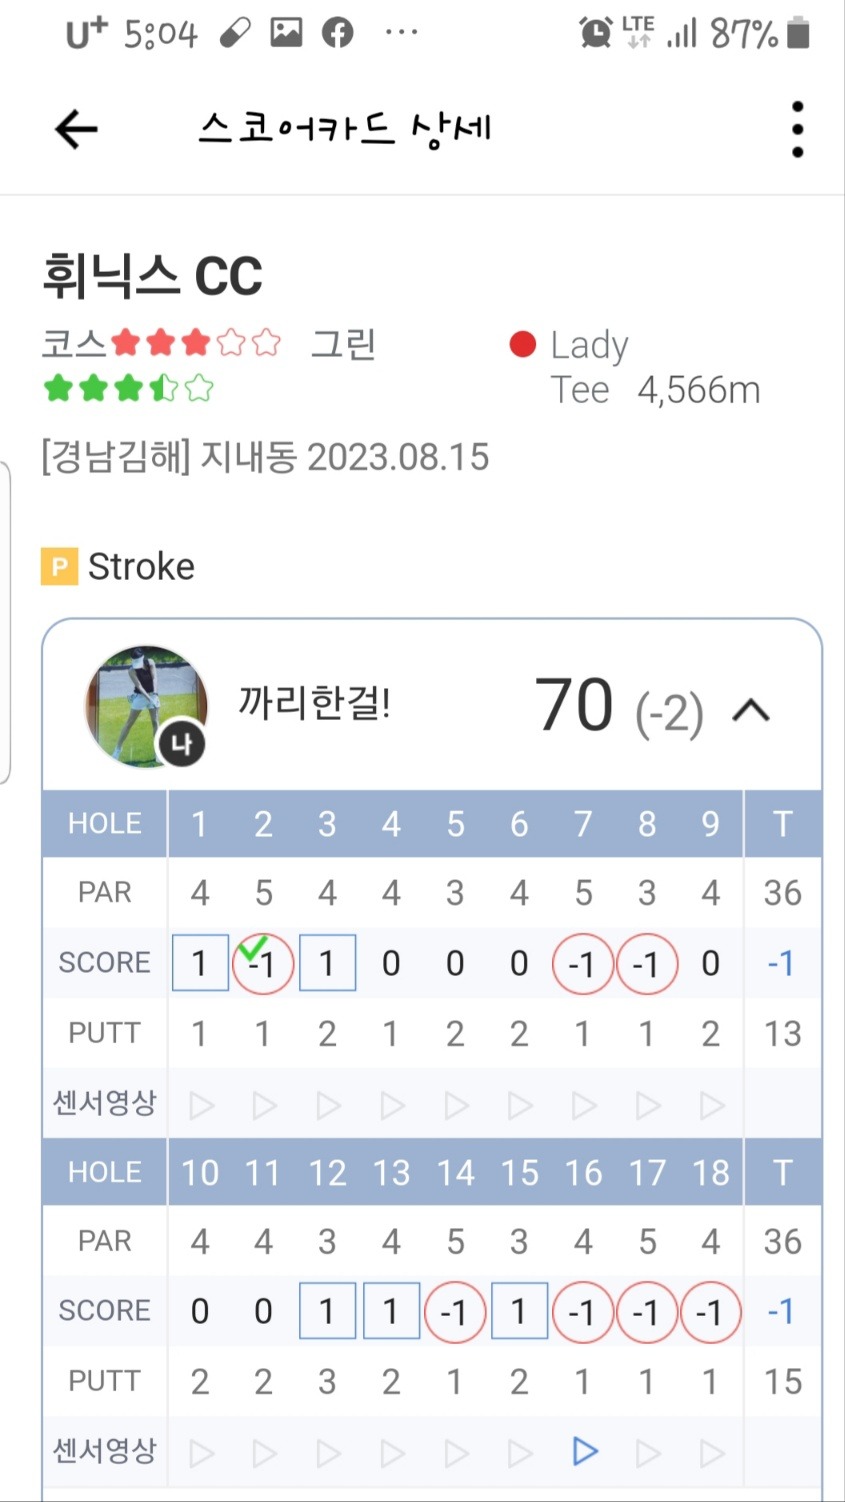 U+ 5:04 ... LTE 87%
스코어카드 상세
휘닉스 CC
코스★★★☆☆ 그린
Lady
Tee 4,566m
[경남김해] 지내동 2023.08.15
P Stroke
까리한걸! 70 (-2)
나
HOLE 1 2 3 4 5 6 7 8 9 T
PAR 4 5 4 4 3 4 5 3 4 36
SCORE 1 -1 1 0 0 0 -1 -1 0 -1
PUTT 1 1 2 1 2 2 1 1 2 13
센서영상
HOLE 10 11 12 13 14 15 16 17 18 T
PAR 4 4 3 4 5 3 4 5 4 36
SCORE 0 0 1 1 -1 1 -1 -1 -1 -1
PUTT 2 2 3 2 1 2 1 1 1 15
센서영상